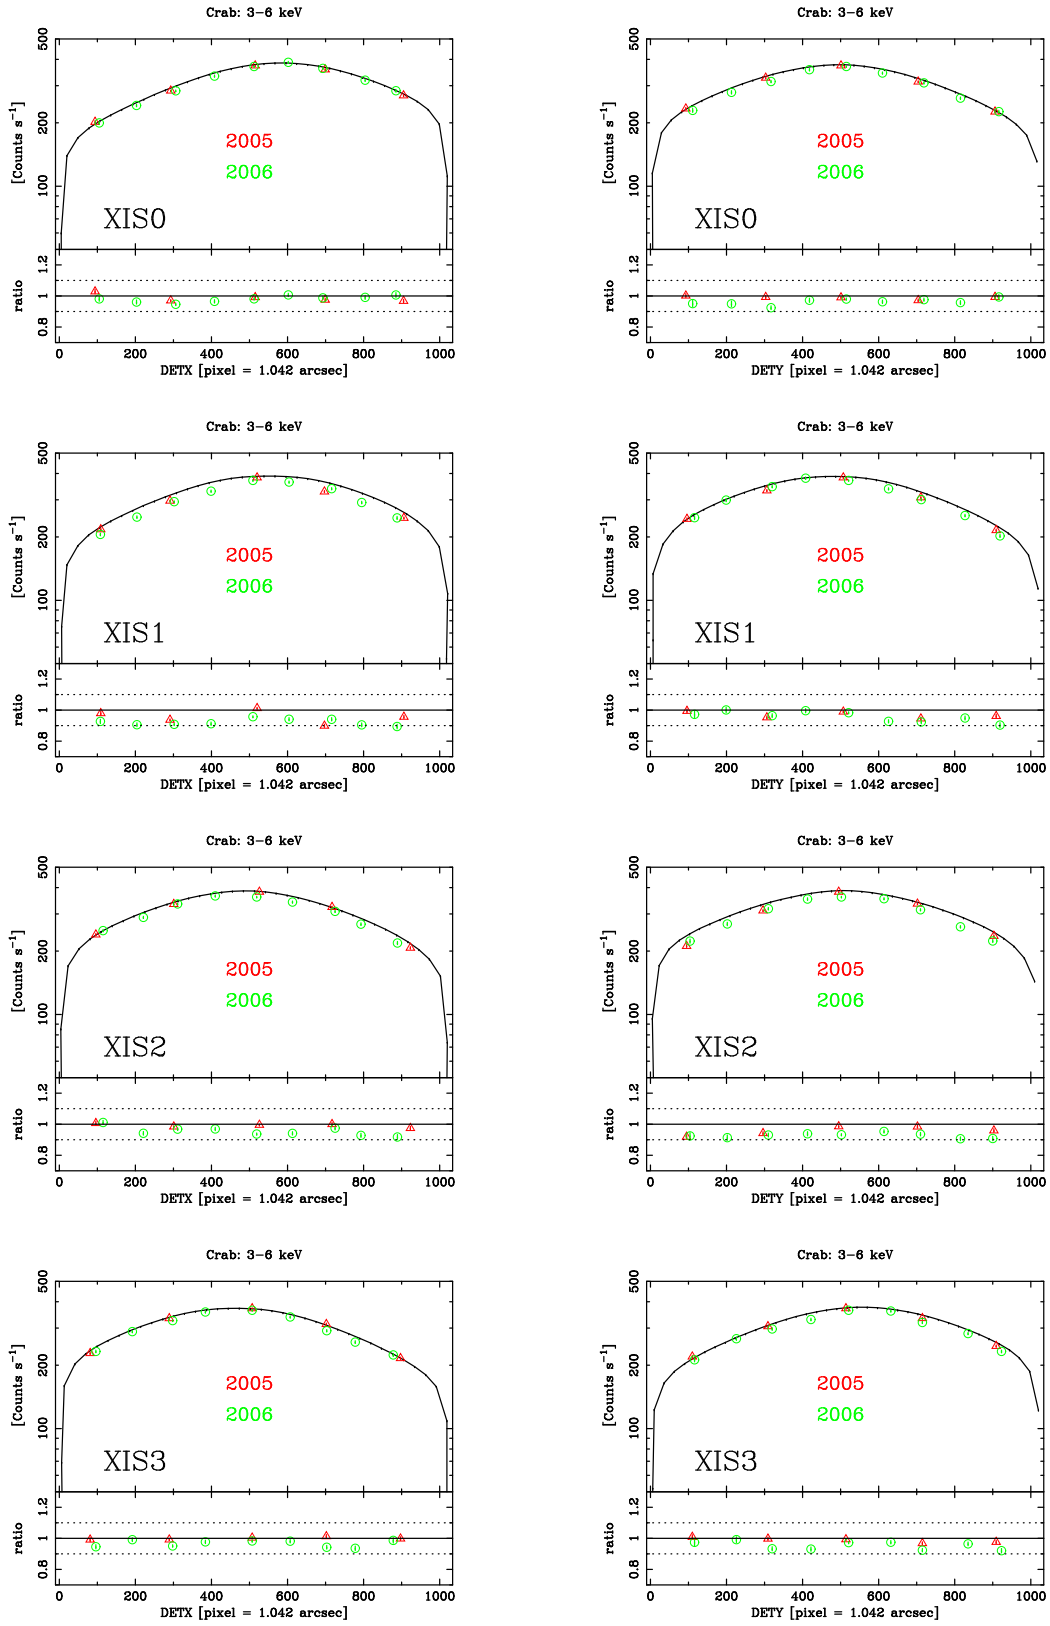 Crab: 3-6 keV
[Counts s⁻¹]
500
200
100
2005
2006
XIS0
ratio
1.2
1
0.8
0 200 400 600 800 1000
DETX [pixel = 1.042 arcsec]
Crab: 3-6 keV
[Counts s⁻¹]
500
200
100
2005
2006
XIS0
ratio
1.2
1
0.8
0 200 400 600 800 1000
DETY [pixel = 1.042 arcsec]
Crab: 3-6 keV
[Counts s⁻¹]
500
200
100
2005
2006
XIS1
ratio
1.2
1
0.8
0 200 400 600 800 1000
DETX [pixel = 1.042 arcsec]
Crab: 3-6 keV
[Counts s⁻¹]
500
200
100
2005
2006
XIS1
ratio
1.2
1
0.8
0 200 400 600 800 1000
DETY [pixel = 1.042 arcsec]
Crab: 3-6 keV
[Counts s⁻¹]
500
200
100
2005
2006
XIS2
ratio
1.2
1
0.8
0 200 400 600 800 1000
DETX [pixel = 1.042 arcsec]
Crab: 3-6 keV
[Counts s⁻¹]
500
200
100
2005
2006
XIS2
ratio
1.2
1
0.8
0 200 400 600 800 1000
DETY [pixel = 1.042 arcsec]
Crab: 3-6 keV
[Counts s⁻¹]
500
200
100
2005
2006
XIS3
ratio
1.2
1
0.8
0 200 400 600 800 1000
DETX [pixel = 1.042 arcsec]
Crab: 3-6 keV
[Counts s⁻¹]
500
200
100
2005
2006
XIS3
ratio
1.2
1
0.8
0 200 400 600 800 1000
DETY [pixel = 1.042 arcsec]